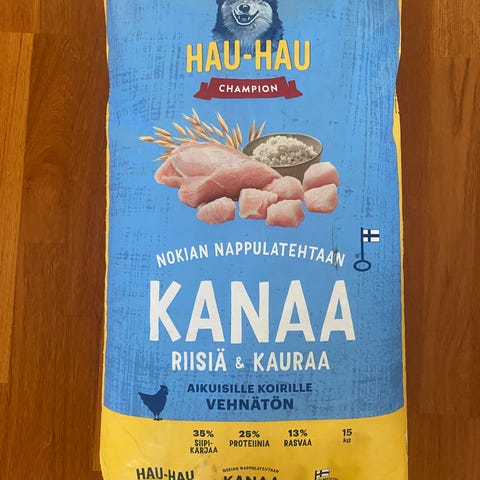 HAU-HAU
CHAMPION
NOKIAN NAPPULATEHTAAN
KANAA
RIISIÄ & KAURAA
AIKUISILLE KOIRILLE
VEHNÄTÖN
35% SIIPI-KARJAA
25% PROTEIINIA
13% RASVAA
15 KG
HAU-HAU
NOKIAN NAPPULATEHTAAN
KANAA